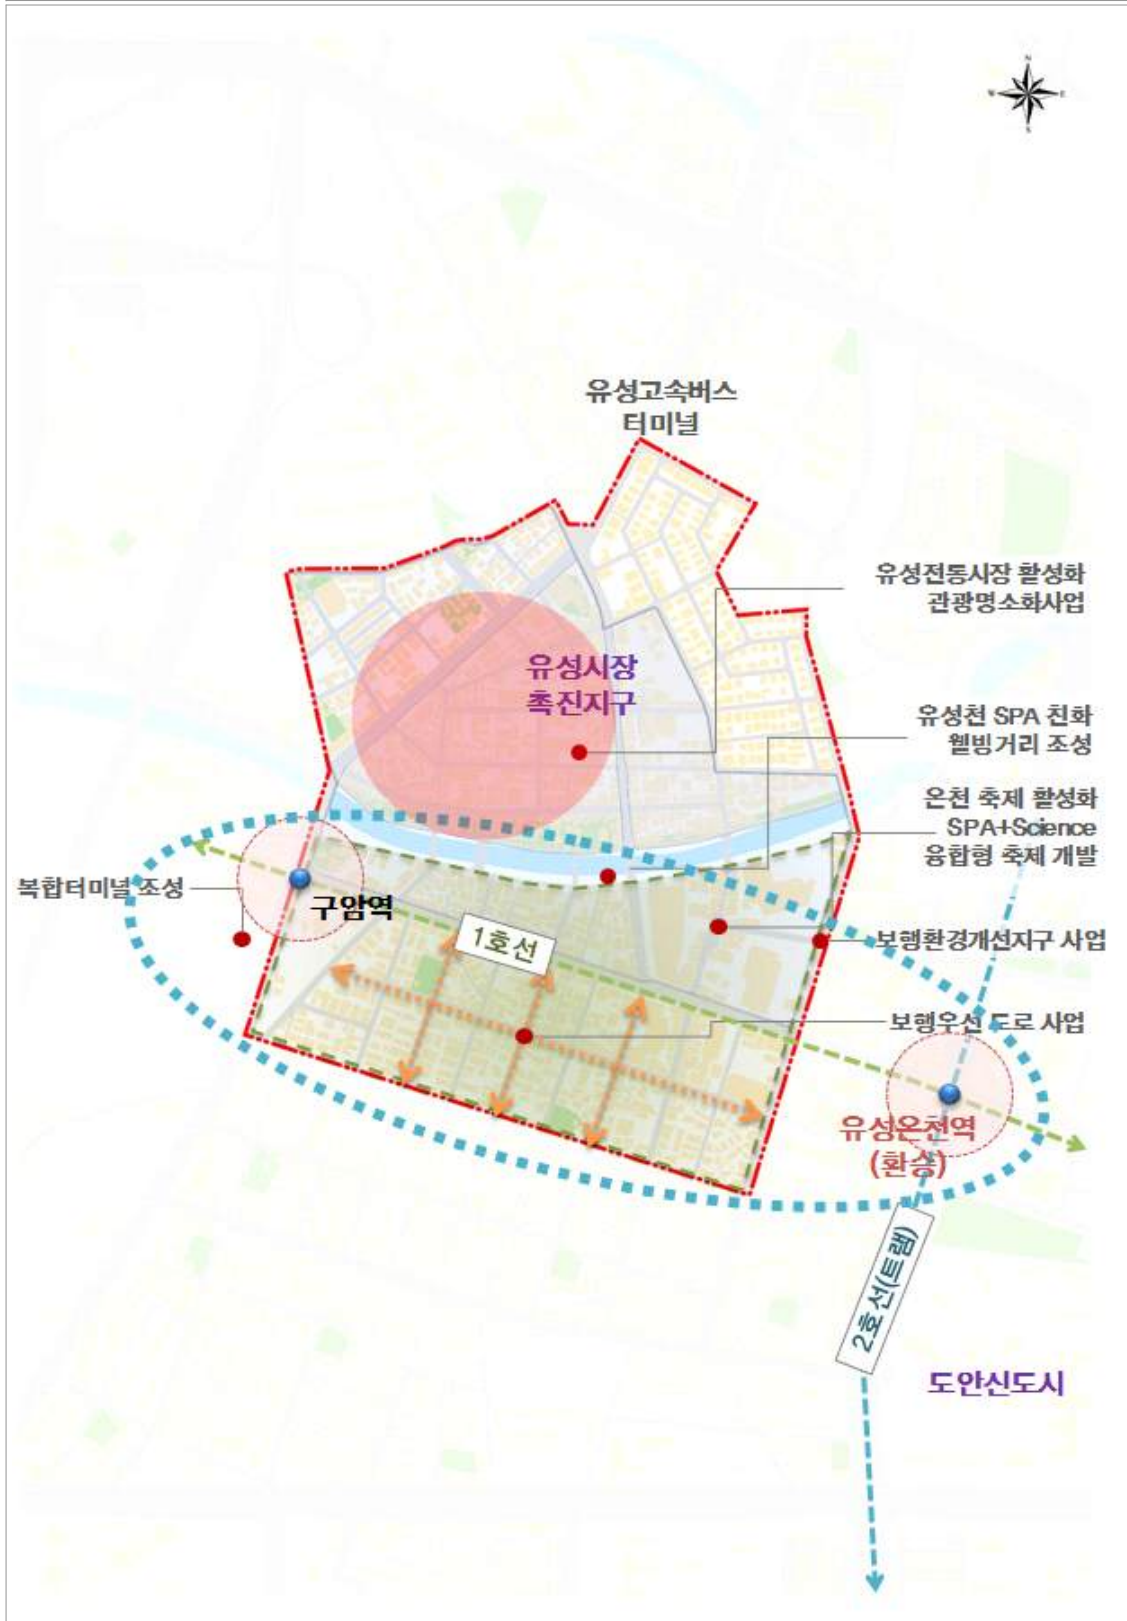 N
W
E
S
유성고속버스
터미널
유성전통시장 활성화
관광명소화사업
유성시장
촉진지구
유성천 SPA 친화
웰빙거리 조성
온천 축제 활성화
SPA+Science
융합형 축제 개발
복합터미널 조성
구암역
1호선
보행환경개선지구 사업
보행우선 도로 사업
유성온천역
(환승)
2호선(트램)
도안신도시